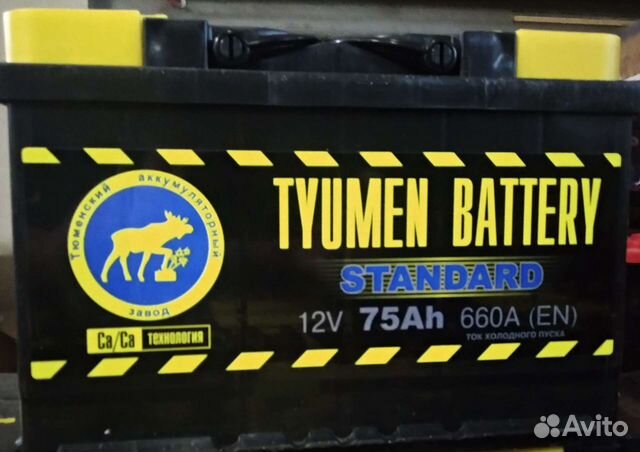 Тюменский аккумуляторный
завод
Ca/Ca технология
TYUMEN BATTERY
STANDARD
12V 75Ah 660A (EN)
ТОК ХОЛОДНОГО ПУСКА
Avito